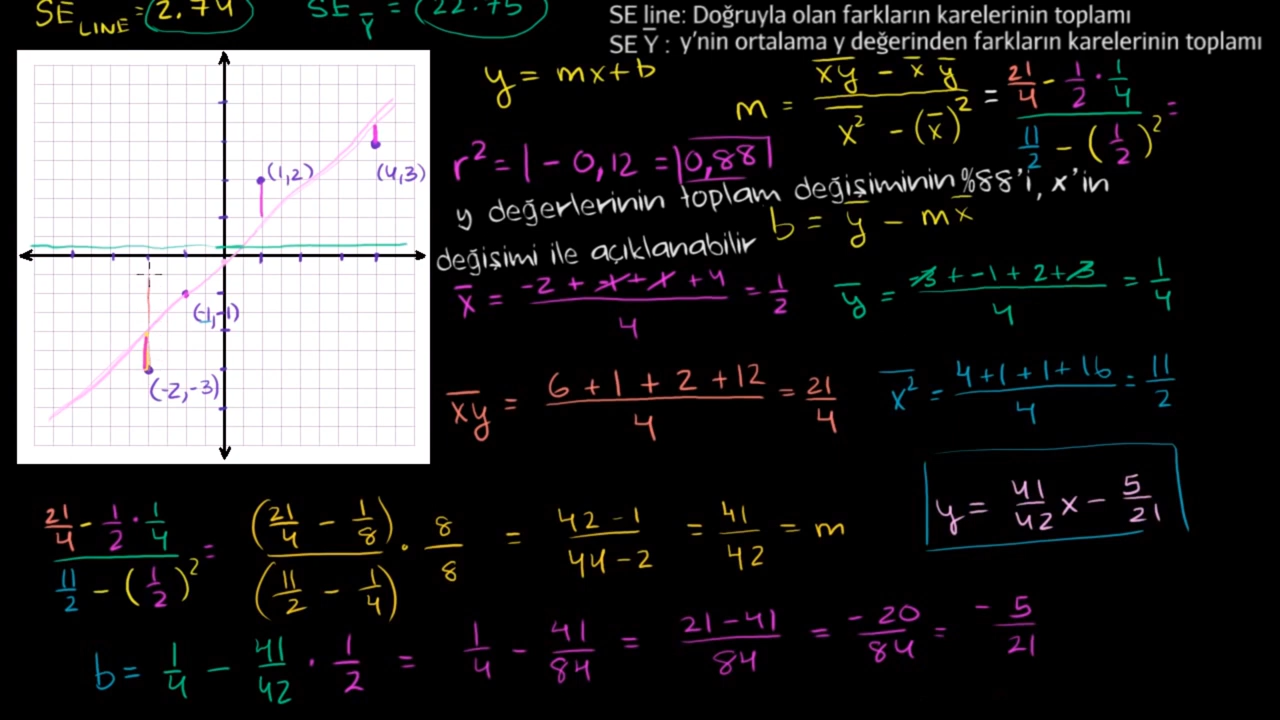 SE LINE = 2.74 SE Y̅ = 22.75
SE line: Doğruyla olan farkların karelerinin toplamı
SE Y̅ : y'nin ortalama y değerinden farkların karelerinin toplamı
y = mx+b
m = (x̅y̅ - x̅ y̅) / (x̅²̅ - (x̅)²) = (21/4 - 1/2 · 1/4) / (11/2 - (1/2)²) =
r² = 1 - 0,12 = 0,88
y değerlerinin toplam değişiminin %88'i, x'in
değişimi ile açıklanabilir
b = y̅ - mx̅
(1,2)
(4,3)
(-1,-1)
(-2,-3)
x̅ = (-2 + -1 + 1 + 4) / 4 = 1/2
y̅ = (-3 + -1 + 2 + 3) / 4 = 1/4
x̅y̅ = (6 + 1 + 2 + 12) / 4 = 21/4
x̅²̅ = (4 + 1 + 1 + 16) / 4 = 11/2
y = 41/42 x - 5/21
(21/4 - 1/2 · 1/4) / (11/2 - (1/2)²) = (21/4 - 1/8) / (11/2 - 1/4) · 8/8 = (42 - 1) / (44 - 2) = 41/42 = m
b = 1/4 - 41/42 · 1/2 = 1/4 - 41/84 = (21 - 41) / 84 = -20/84 = -5/21